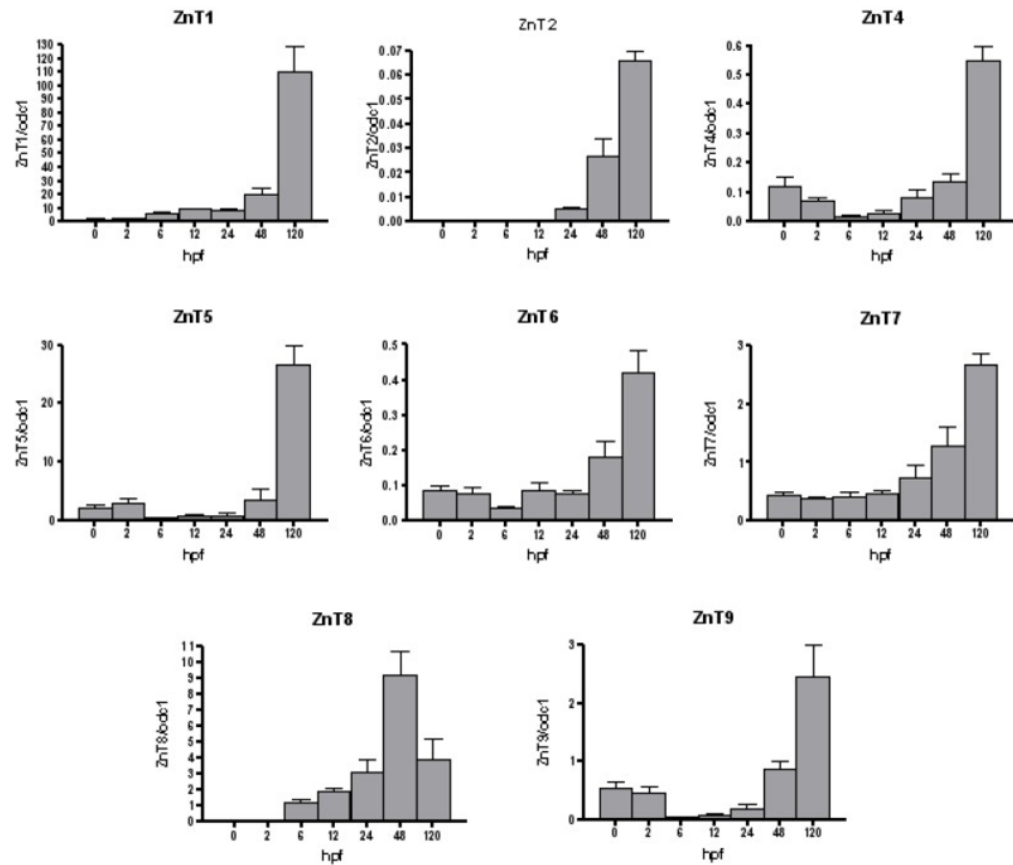 ZnT1
130
120
110
100
90
80
70
60
50
40
30
20
10
0
ZnT1/odc1
0 2 6 12 24 48 120
hpf
ZnT2
0.07
0.06
0.05
0.04
0.03
0.02
0.01
0.00
ZnT2/odc1
0 2 6 12 24 48 120
hpf
ZnT4
0.6
0.5
0.4
0.3
0.2
0.1
0.0
ZnT4/odc1
0 2 6 12 24 48 120
hpf
ZnT5
30
20
10
0
ZnT5/odc1
0 2 6 12 24 48 120
hpf
ZnT6
0.5
0.4
0.3
0.2
0.1
0.0
ZnT6/odc1
0 2 6 12 24 48 120
hpf
ZnT7
3
2
1
0
ZnT7/odc1
0 2 6 12 24 48 120
hpf
ZnT8
11
10
9
8
7
6
5
4
3
2
1
0
ZnT8/odc1
0 2 6 12 24 48 120
hpf
ZnT9
3
2
1
0
ZnT9/odc1
0 2 6 12 24 48 120
hpf